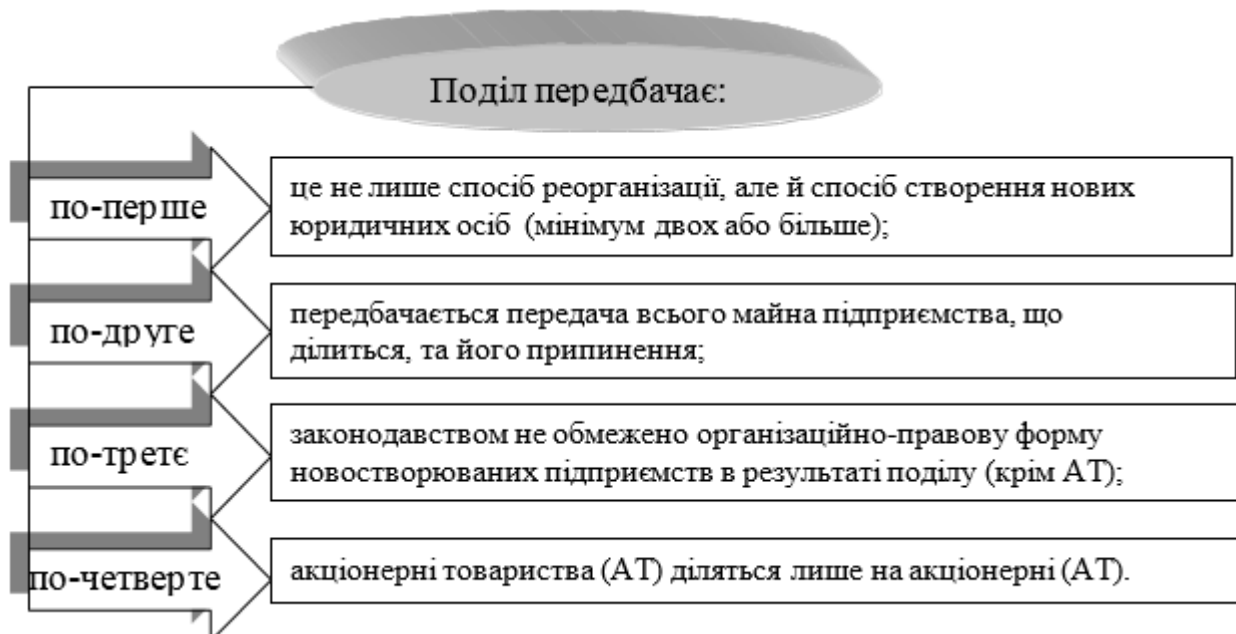 Поділ передбачає:
по-перше
це не лише спосіб реорганізації, але й спосіб створення нових
юридичних осіб (мінімум двох або більше);
по-друге
передбачається передача всього майна підприємства, що
ділиться, та його припинення;
по-третє
законодавством не обмежено організаційно-правову форму
новостворюваних підприємств в результаті поділу (крім АТ);
по-четверте
акціонерні товариства (АТ) діляться лише на акціонерні (АТ).